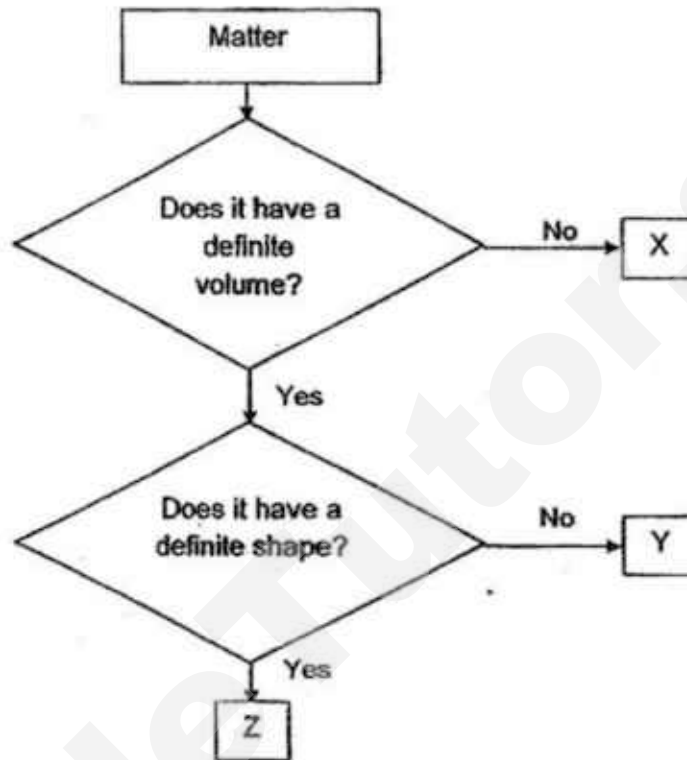 Matter
Does it have a
definite
volume?
No
X
Yes
Does it have a
definite shape?
No
Y
Yes
Z